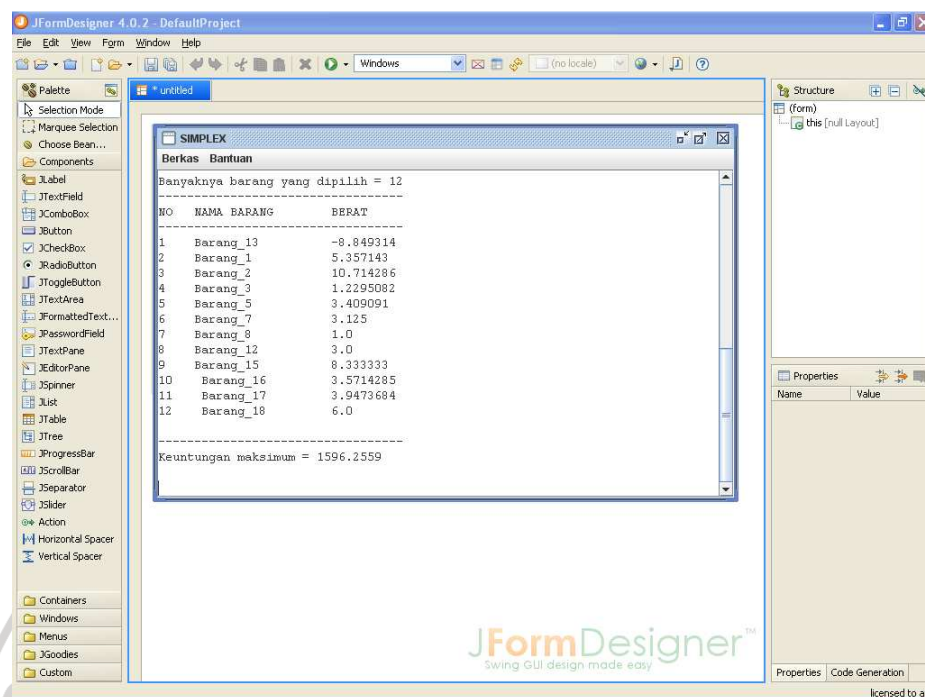 JFormDesigner 4.0.2 - DefaultProject
File Edit View Form Window Help
Windows
(no locale)
Palette
Selection Mode
Marquee Selection
Choose Bean...
Components
JLabel
JTextField
JComboBox
JButton
JCheckBox
JRadioButton
JToggleButton
JTextArea
JFormattedText...
JPasswordField
JTextPane
JEditorPane
JSpinner
JList
JTable
JTree
JProgressBar
JScrollBar
JSeparator
JSlider
Action
Horizontal Spacer
Vertical Spacer
Containers
Windows
Menus
JGoodies
Custom
* untitled
SIMPLEX
Berkas Bantuan
Banyaknya barang yang dipilih = 12
----------------------------------
NO NAMA BARANG BERAT
----------------------------------
1 Barang_13 -8.849314
2 Barang_1 5.357143
3 Barang_2 10.714286
4 Barang_3 1.2295082
5 Barang_5 3.409091
6 Barang_7 3.125
7 Barang_8 1.0
8 Barang_12 3.0
9 Barang_15 8.333333
10 Barang_16 3.5714285
11 Barang_17 3.9473684
12 Barang_18 6.0
----------------------------------
Keuntungan maksimum = 1596.2559
JFormDesigner™
Swing GUI design made easy
Structure
(form)
this [null Layout]
Properties
Name Value
Properties Code Generation
licensed to a